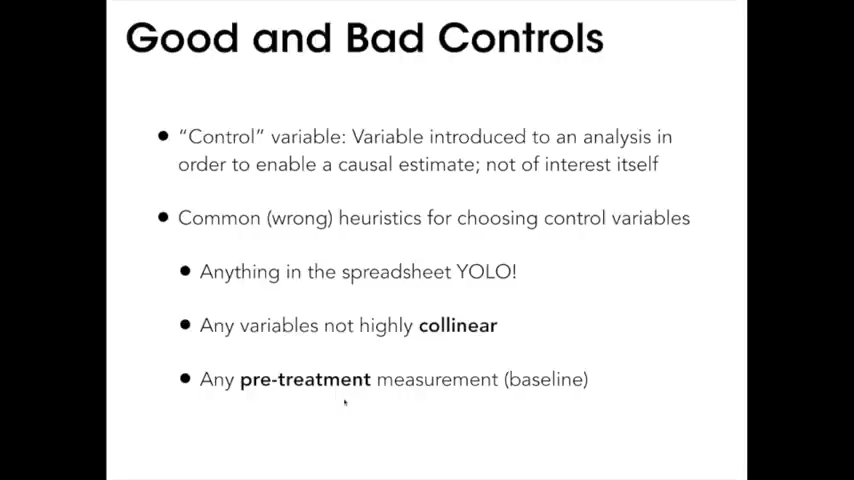 Good and Bad Controls
• “Control” variable: Variable introduced to an analysis in
order to enable a causal estimate; not of interest itself
• Common (wrong) heuristics for choosing control variables
• Anything in the spreadsheet YOLO!
• Any variables not highly collinear
• Any pre-treatment measurement (baseline)